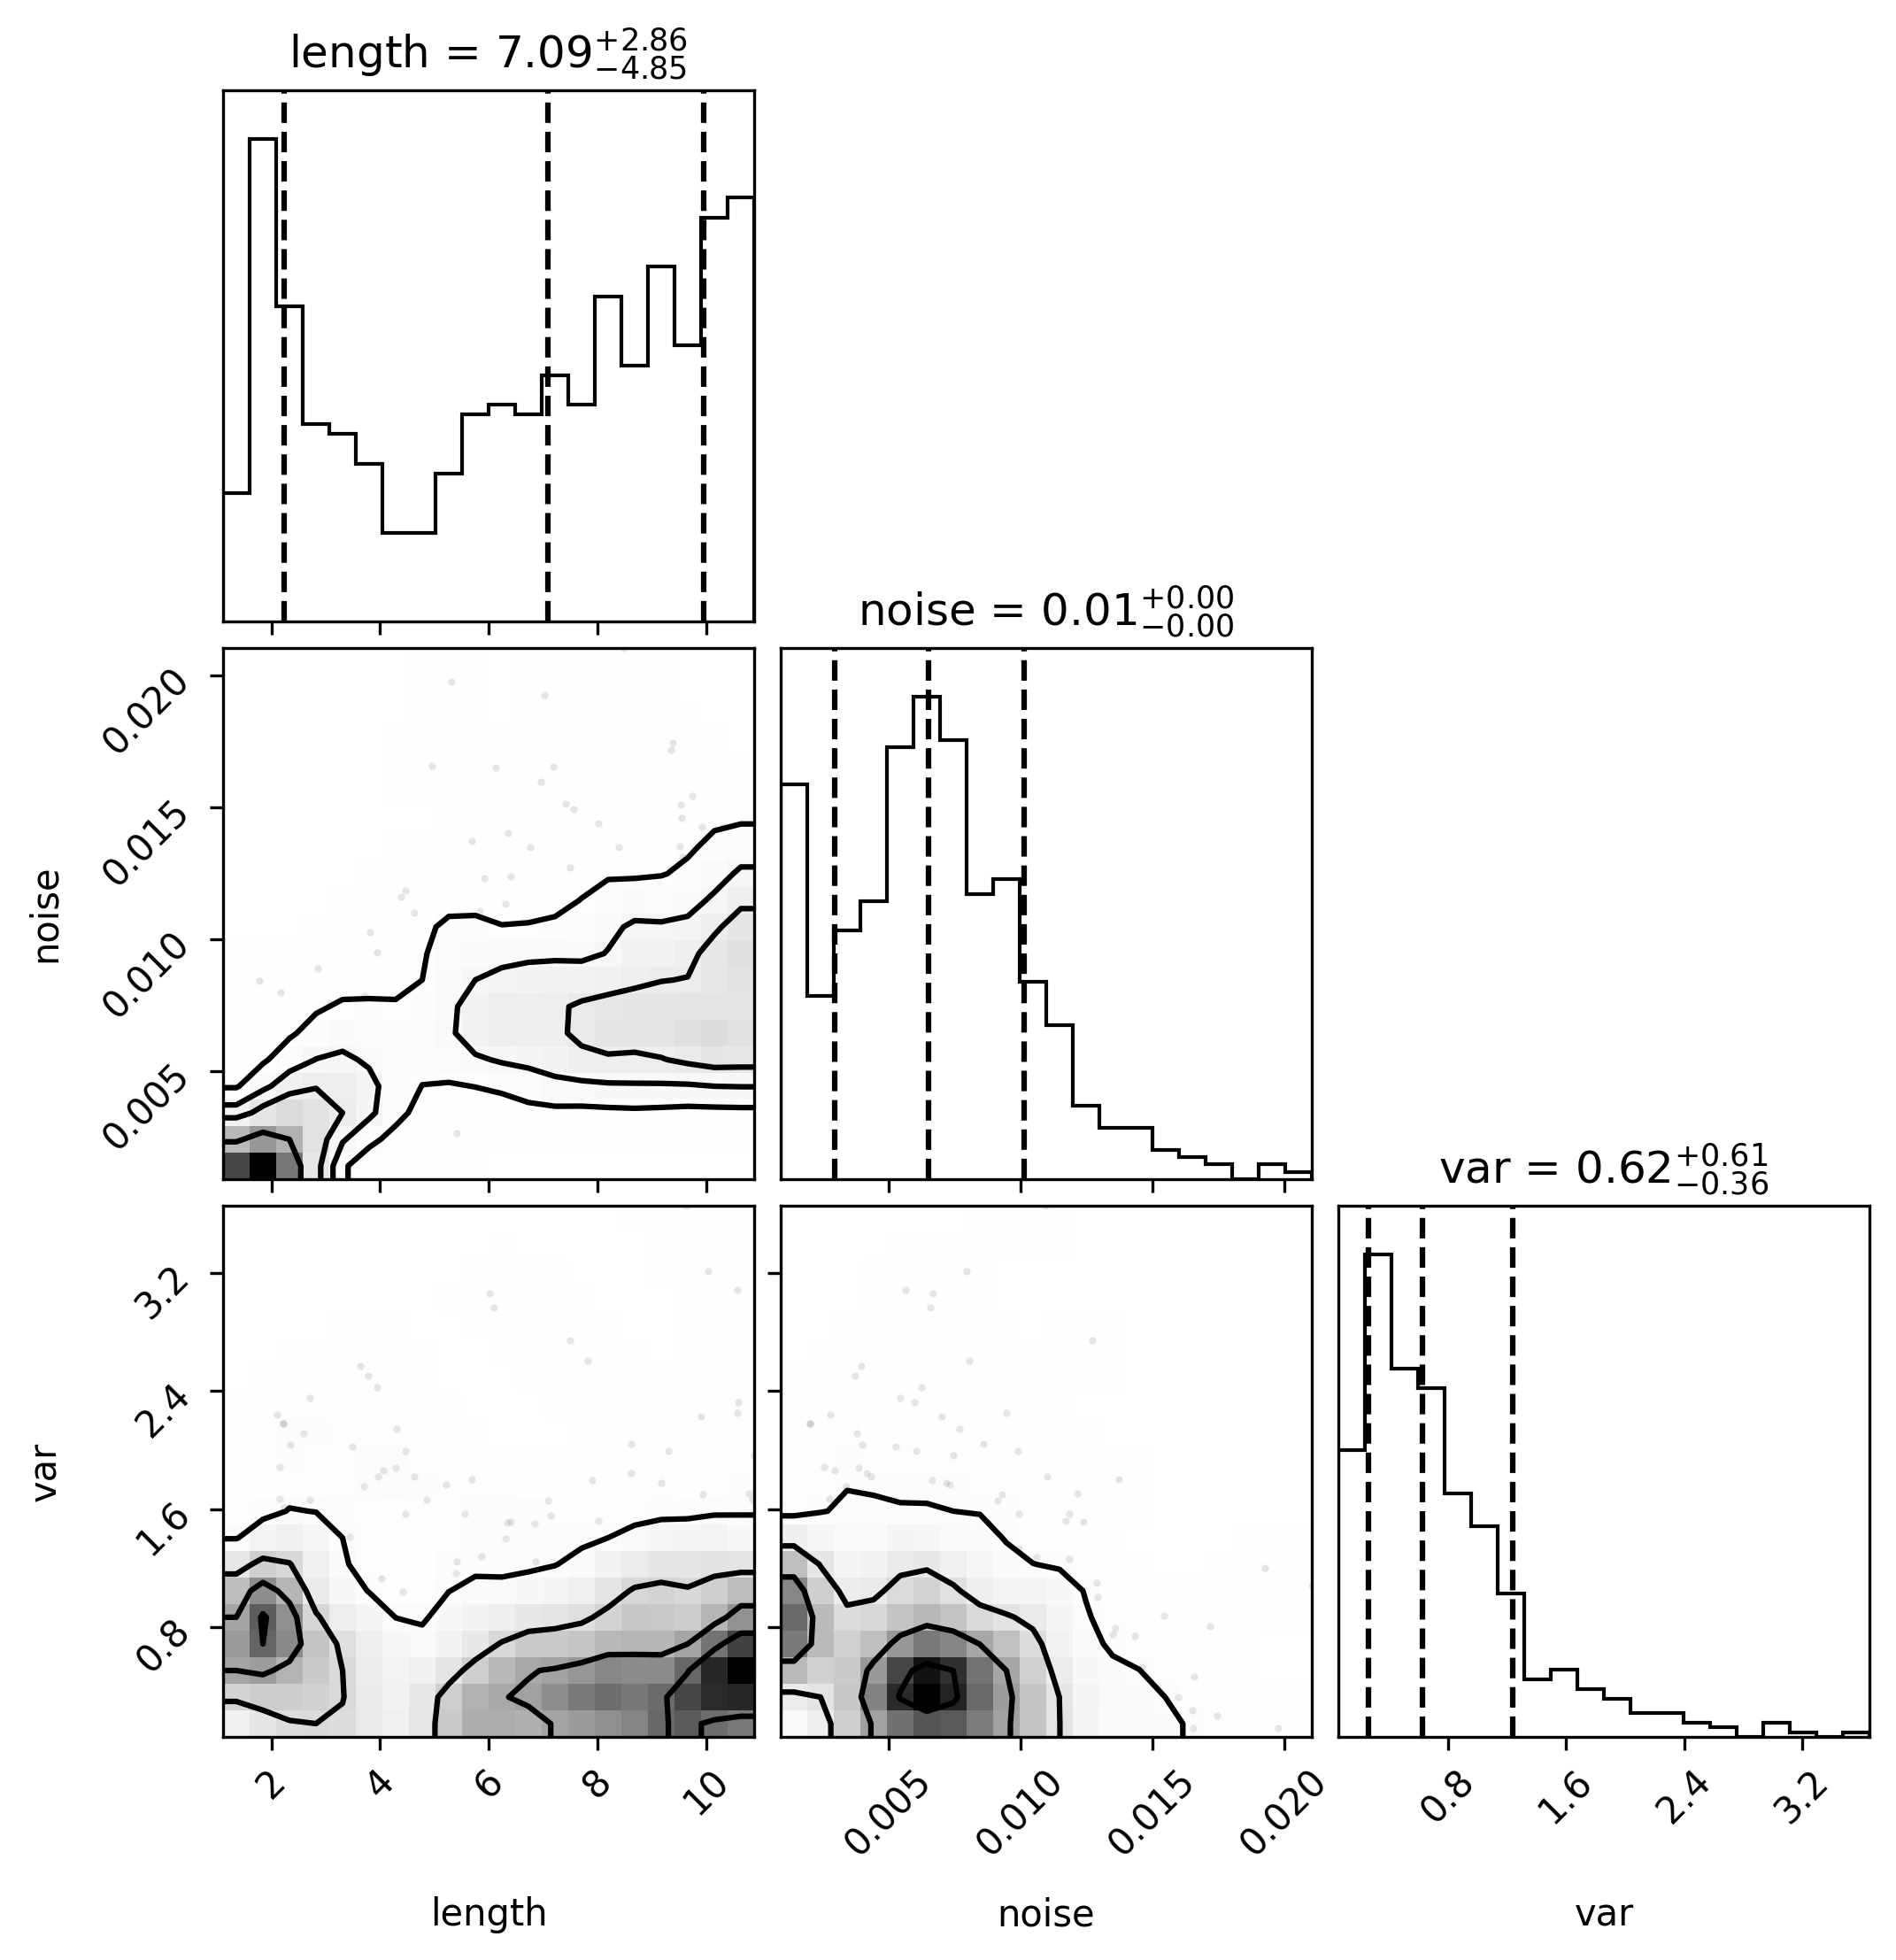 length = 7.09+2.86−4.85
noise = 0.01+0.00−0.00
0.020
0.015
0.010
0.005
noise
var = 0.62+0.61−0.36
3.2
2.4
1.6
0.8
var
2 4 6 8 10
0.005 0.010 0.015 0.020
0.8 1.6 2.4 3.2
length noise var